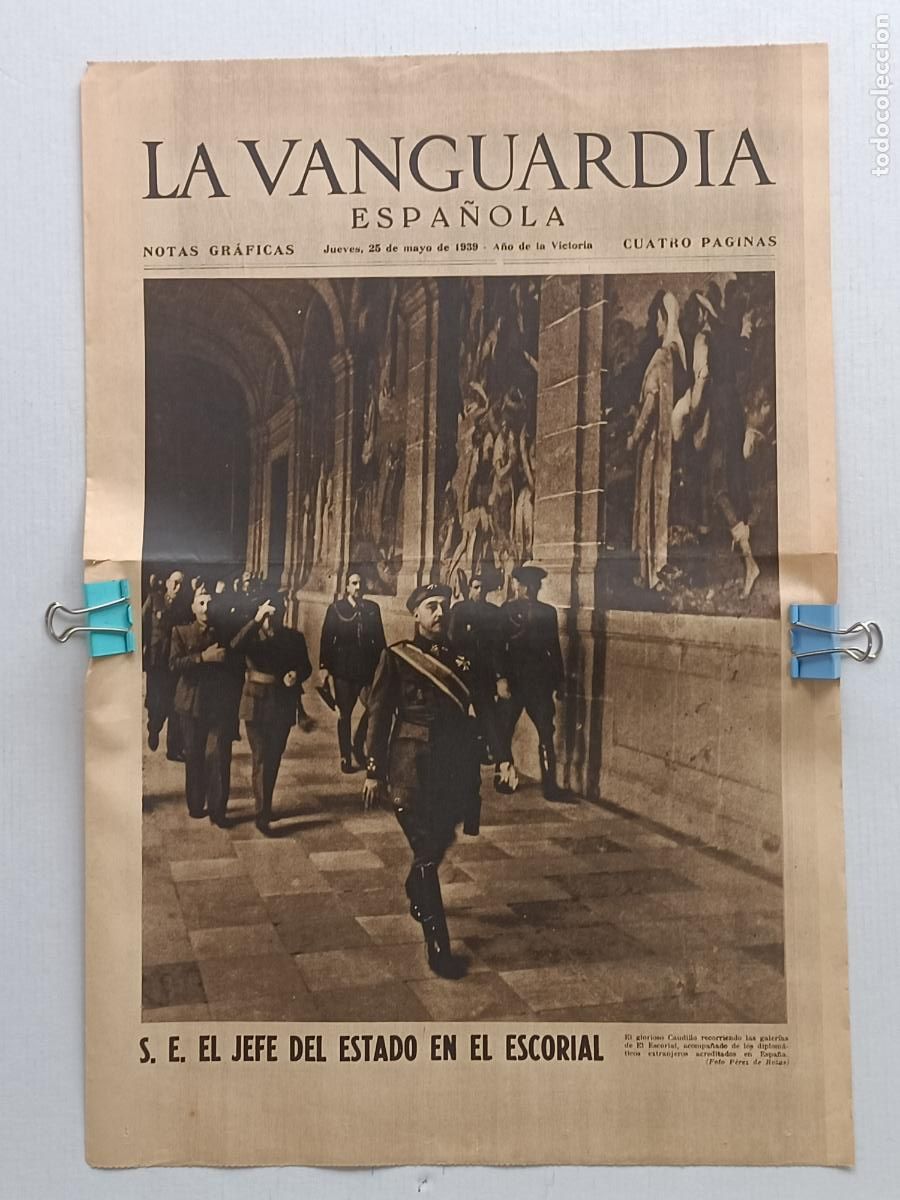 LA VANGUARDIA
ESPAÑOLA
NOTAS GRÁFICAS Jueves, 25 de mayo de 1939 - Año de la Victoria CUATRO PAGINAS
S. E. EL JEFE DEL ESTADO EN EL ESCORIAL
El glorioso Caudillo recorriendo las galerías
de El Escorial, acompañado de los diplomá-
ticos extranjeros acreditados en España.
(Foto Pérez de Rozas)
todocoleccion